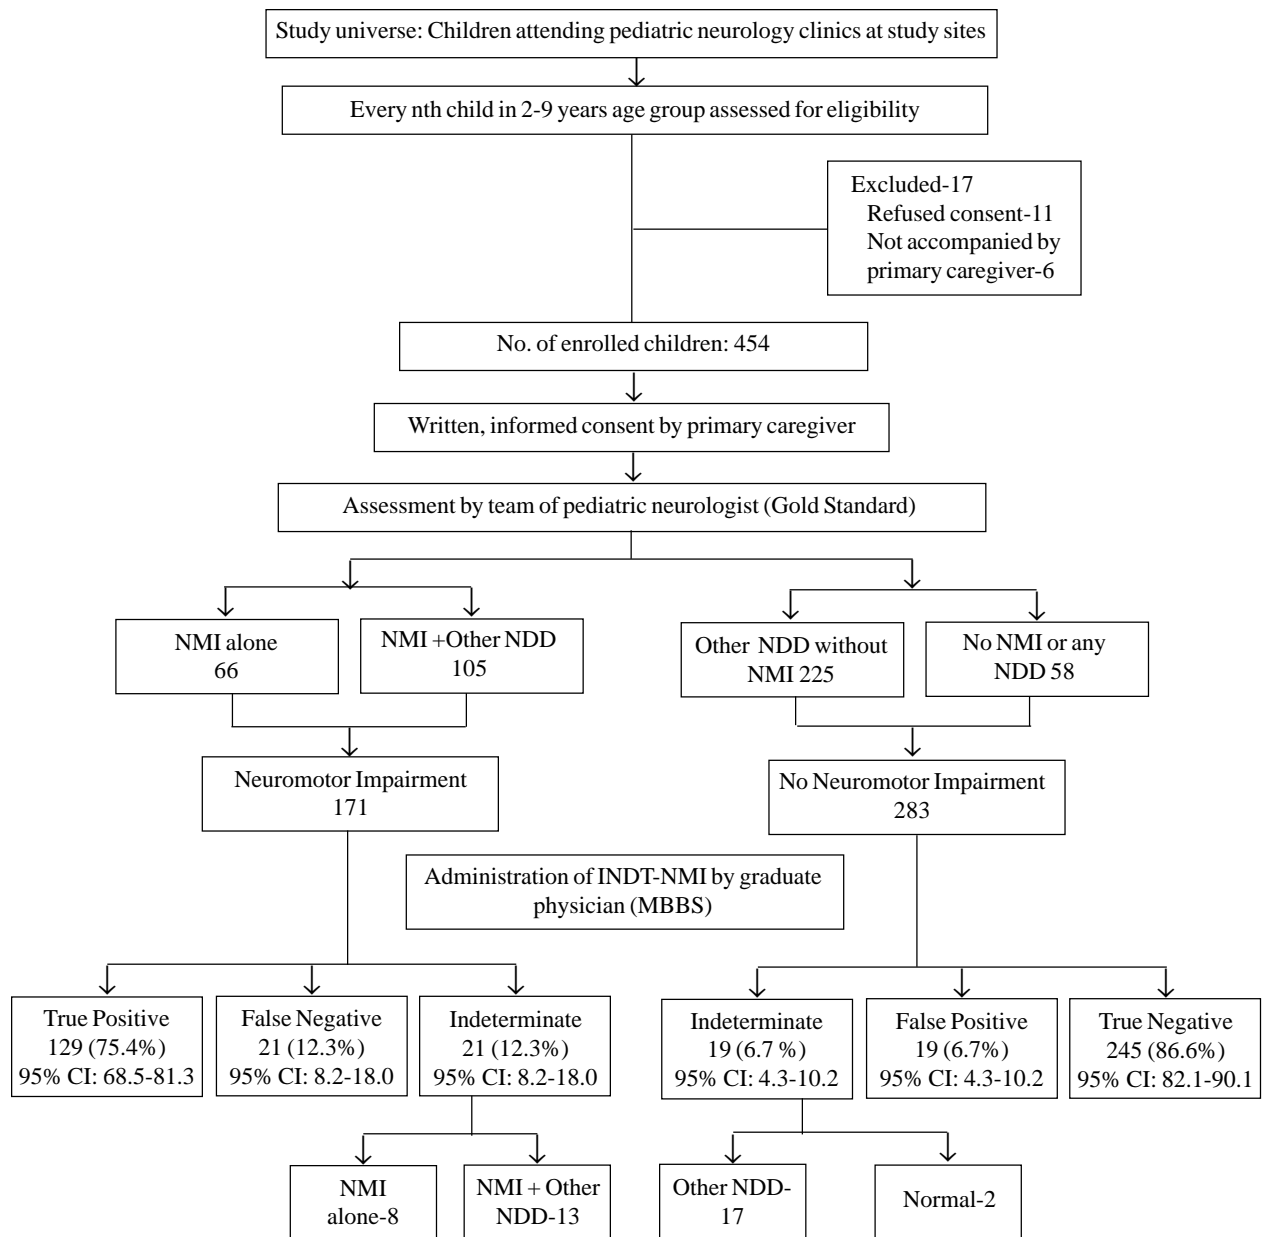 Study universe: Children attending pediatric neurology clinics at study sites
Every nth child in 2-9 years age group assessed for eligibility
Excluded-17
Refused consent-11
Not accompanied by
primary caregiver-6
No. of enrolled children: 454
Written, informed consent by primary caregiver
Assessment by team of pediatric neurologist (Gold Standard)
NMI alone
66
NMI +Other NDD
105
Other NDD without
NMI 225
No NMI or any
NDD 58
Neuromotor Impairment
171
No Neuromotor Impairment
283
Administration of INDT-NMI by graduate
physician (MBBS)
True Positive
129 (75.4%)
95% CI: 68.5-81.3
False Negative
21 (12.3%)
95% CI: 8.2-18.0
Indeterminate
21 (12.3%)
95% CI: 8.2-18.0
Indeterminate
19 (6.7 %)
95% CI: 4.3-10.2
False Positive
19 (6.7%)
95% CI: 4.3-10.2
True Negative
245 (86.6%)
95% CI: 82.1-90.1
NMI
alone-8
NMI + Other
NDD-13
Other NDD-
17
Normal-2